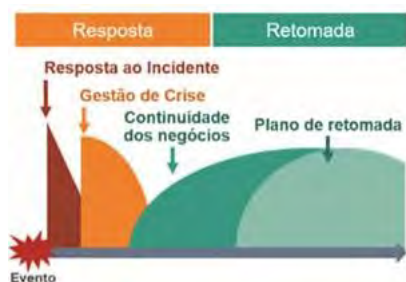 Resposta
Retomada
Resposta ao Incidente
Gestão de Crise
Continuidade
dos negócios
Plano de retomada
Evento